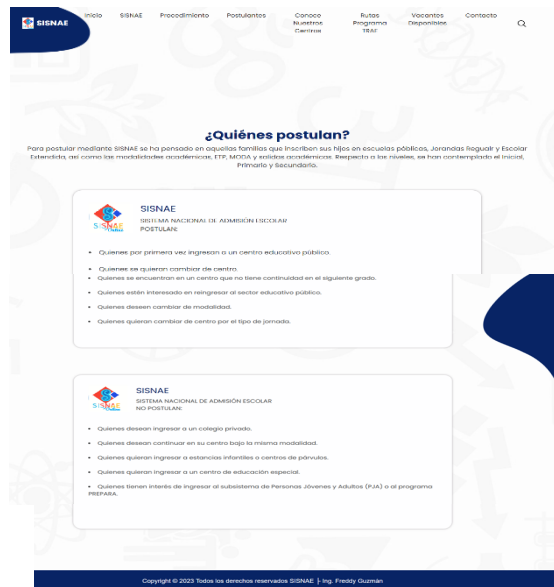 SISNAE
Inicio
SISNAE
Procedimiento
Postulantes
Conoce
Nuestros
Centros
Rutas
Programa
TRAE
Vacantes
Disponibles
Contacto
¿Quiénes postulan?
Para postular mediante SISNAE se ha pensado en aquellas familias que inscriben sus hijos en escuelas públicas, Jorandas Regualr y Escolar
Extendida, así como las modalidades académicas, ETP, MODA y salidas académicas. Respecto a los niveles, se han contemplado el Inicial,
Primario y Secundario.
SISNAE
Online
SISNAE
SISTEMA NACIONAL DE ADMISIÓN ESCOLAR
POSTULAN:
• Quienes por primera vez ingresan a un centro educativo público.
• Quienes se quieran cambiar de centro.
• Quienes se encuentran en un centro que no tiene continuidad en el siguiente grado.
• Quienes estén interesado en reingresar al sector educativo público.
• Quienes deseen cambiar de modalidad.
• Quienes quieran cambiar de centro por el tipo de jornada.
SISNAE
Online
SISNAE
SISTEMA NACIONAL DE ADMISIÓN ESCOLAR
NO POSTULAN:
• Quienes desean ingresar a un colegio privado.
• Quienes desean continuar en su centro bajo la misma modalidad.
• Quienes quieran ingresar a estancias infantiles o centros de párvulos.
• Quienes quieran ingresar a un centro de educación especial.
• Quienes tienen interés de ingresar al subsistema de Personas Jóvenes y Adultos (PJA) o al programa
PREPARA.
Copyright © 2023 Todos los derechos reservados SISNAE |- Ing. Freddy Guzmán